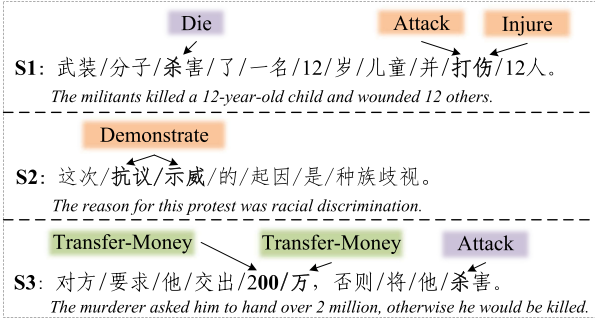 Die Attack Injure
S1: 武装/分子/杀害/了/一名/12/岁/儿童/并/打伤/12人。
The militants killed a 12-year-old child and wounded 12 others.
Demonstrate
S2: 这次/抗议/示威/的/起因/是/种族歧视。
The reason for this protest was racial discrimination.
Transfer-Money Transfer-Money Attack
S3: 对方/要求/他/交出/200/万，否则/将/他/杀害。
The murderer asked him to hand over 2 million, otherwise he would be killed.